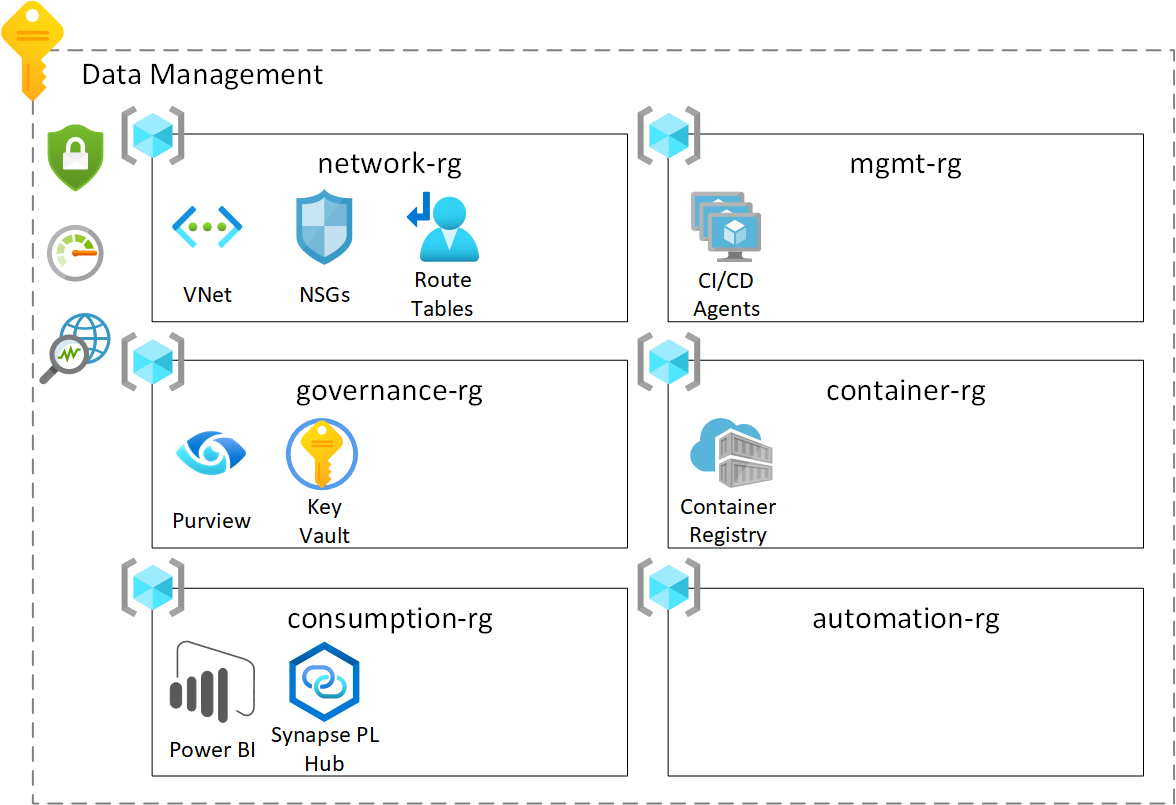 Data Management
network-rg
VNet
NSGs
Route
Tables
mgmt-rg
CI/CD
Agents
governance-rg
Purview
Key
Vault
container-rg
Container
Registry
consumption-rg
Power BI
Synapse PL
Hub
automation-rg